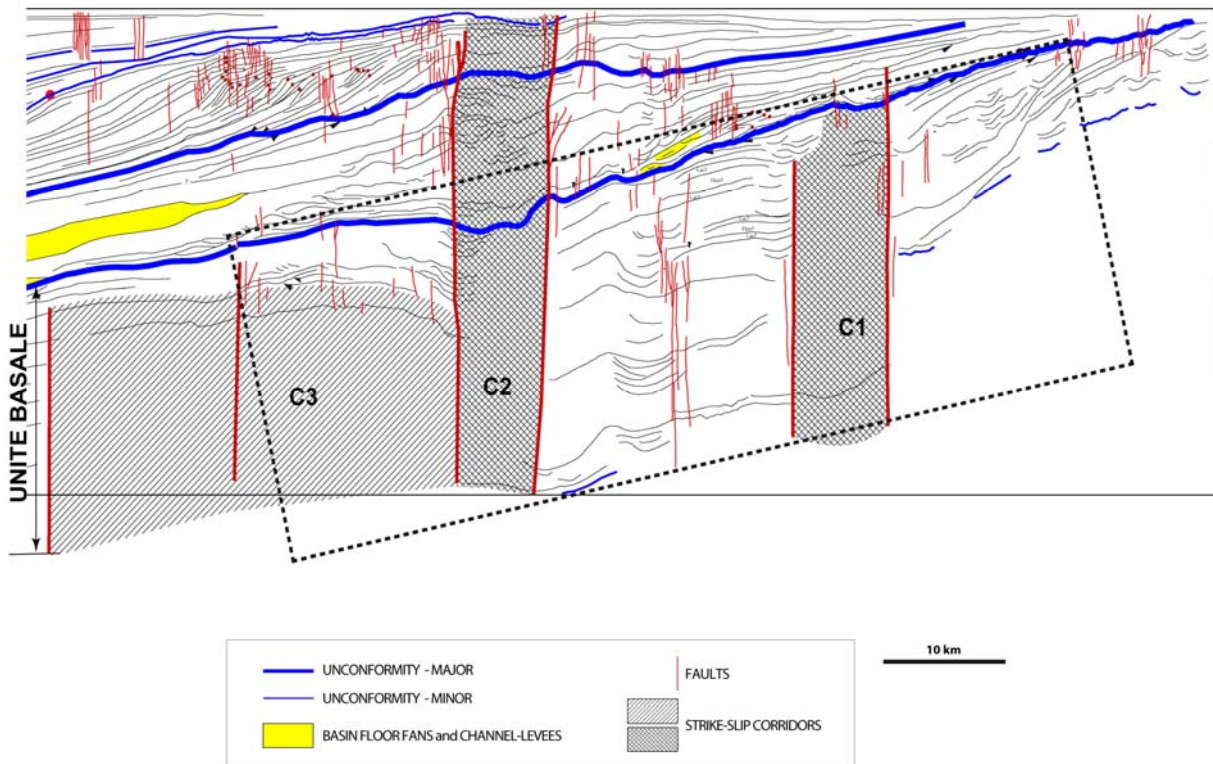 UNITE BASALE
C3
C2
C1
10 km
UNCONFORMITY - MAJOR
UNCONFORMITY - MINOR
BASIN FLOOR FANS and CHANNEL-LEVEES
FAULTS
STRIKE-SLIP CORRIDORS